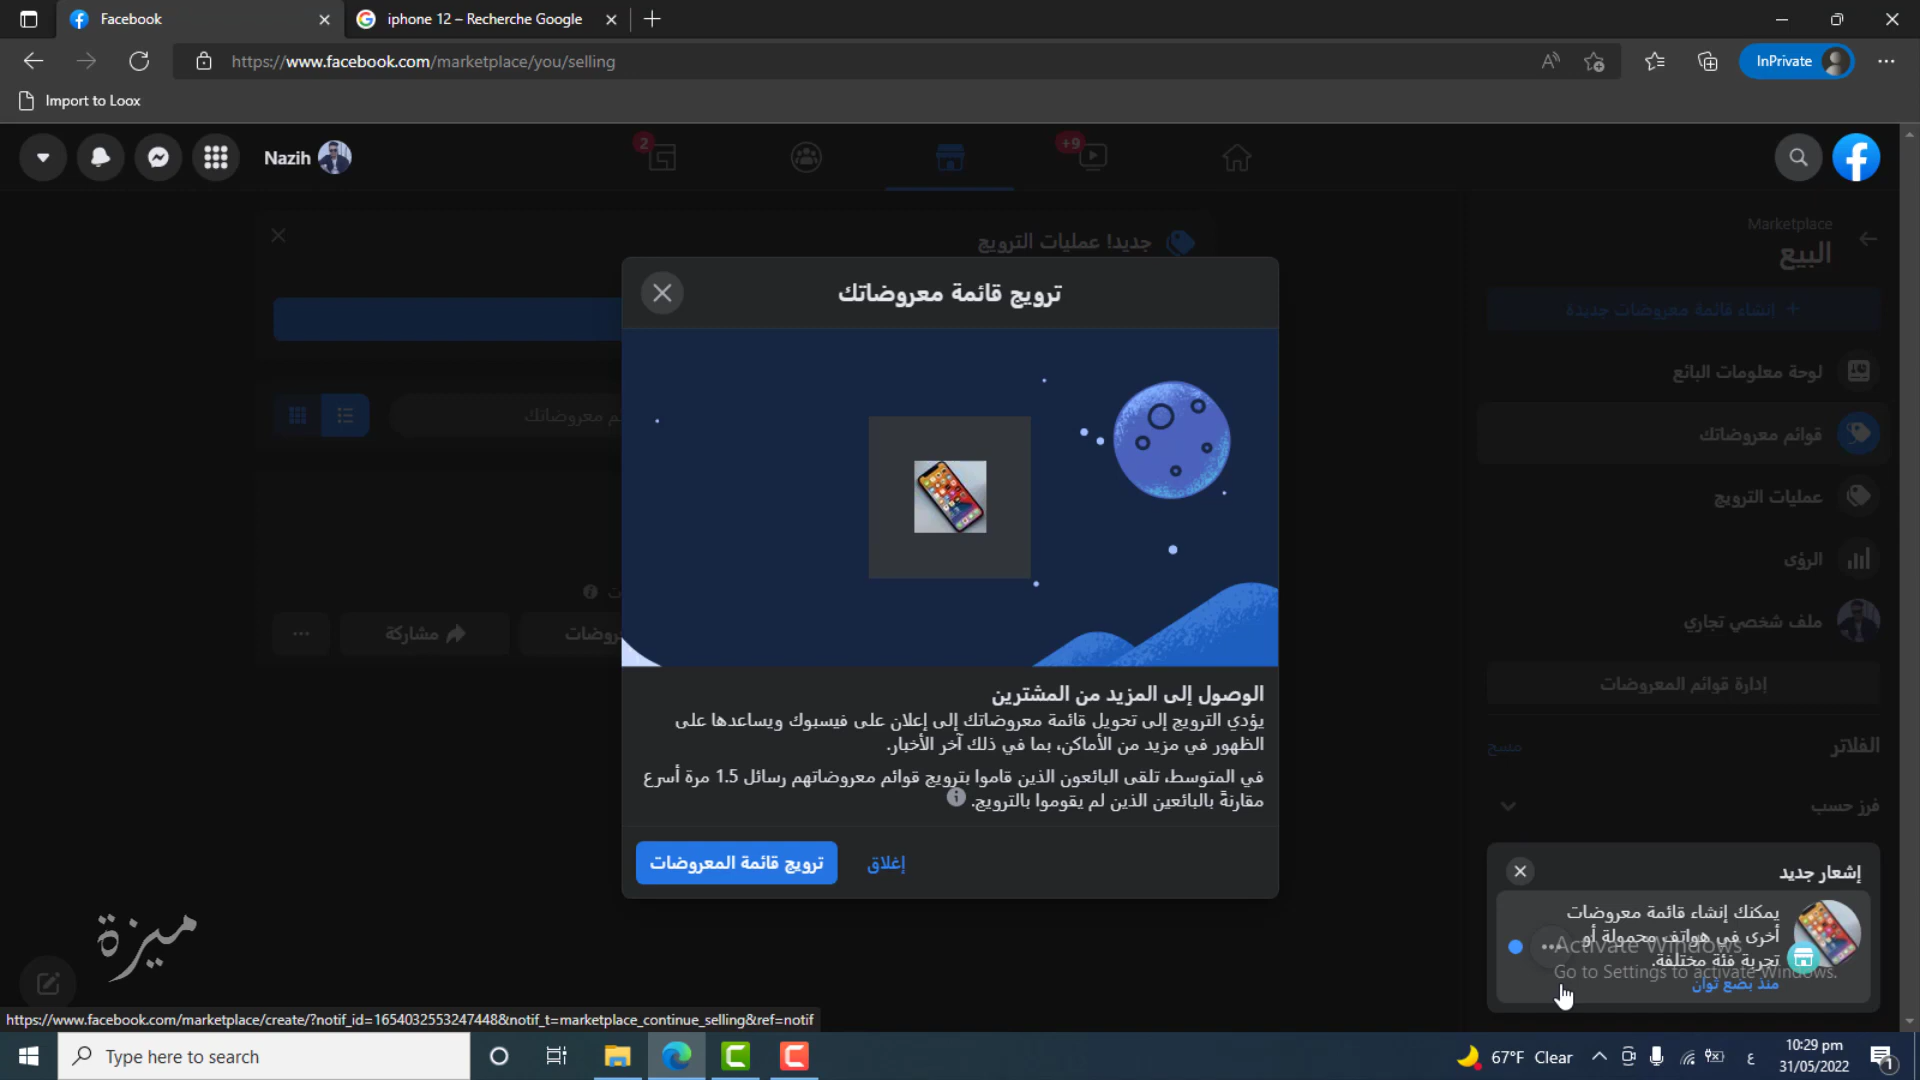 Facebook
iphone 12 – Recherche Google
https://www.facebook.com/marketplace/you/selling
InPrivate
Import to Loox
Nazih
2
+9
Marketplace
البيع
+ إنشاء قائمة معروضات جديدة
لوحة معلومات البائع
قوائم معروضاتك
عمليات الترويج
الرؤى
ملف شخصي تجاري
إدارة قوائم المعروضات
الفلاتر
مسح
فرز حسب
جديد! عمليات الترويج
معروضاتك
مشاركة
ترويج قائمة معروضاتك
الوصول إلى المزيد من المشترين
يؤدي الترويج إلى تحويل قائمة معروضاتك إلى إعلان على فيسبوك ويساعدها على
الظهور في مزيد من الأماكن، بما في ذلك آخر الأخبار.
في المتوسط، تلقى البائعون الذين قاموا بترويج قوائم معروضاتهم رسائل 1.5 مرة أسرع
مقارنةً بالبائعين الذين لم يقوموا بالترويج.
إغلاق
ترويج قائمة المعروضات
إشعار جديد
يمكنك إنشاء قائمة معروضات
أخرى في هواتف محمولة أو
تجربة فئة مختلفة.
منذ بضع ثوانٍ
Activate Windows
Go to Settings to activate Windows.
ميزة
https://www.facebook.com/marketplace/create/?notif_id=1654032553247448&notif_t=marketplace_continue_selling&ref=notif
Type here to search
67°F Clear
ع
10:29 pm
31/05/2022
1